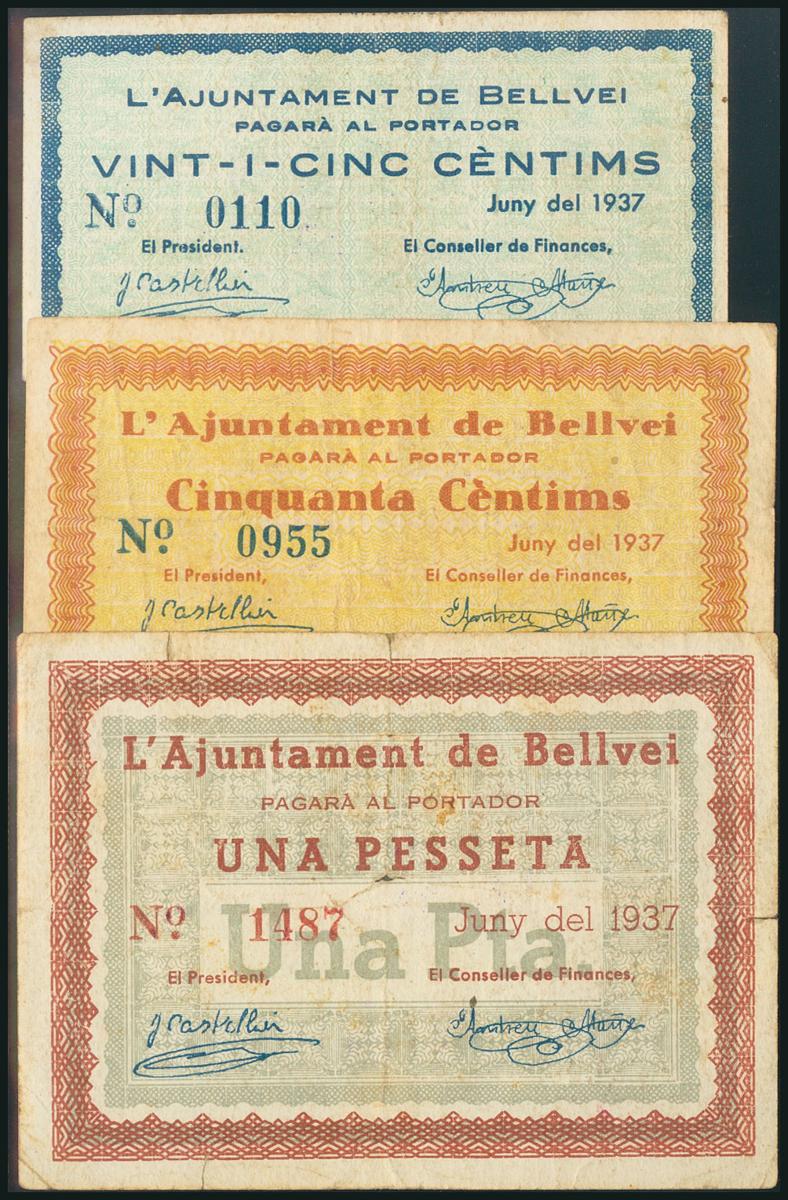 L'AJUNTAMENT DE BELLVEI
PAGARÀ AL PORTADOR
VINT-I-CINC CÈNTIMS
Nº 0110 Juny del 1937
El President. El Conseller de Finances,
J Castellvi
L'Ajuntament de Bellvei
PAGARÀ AL PORTADOR
Cinquanta Cèntims
Nº 0955 Juny del 1937
El President, El Conseller de Finances,
J Castellvi
L'Ajuntament de Bellvei
PAGARÀ AL PORTADOR
UNA PESSETA
Una Pta.
Nº 1487 Juny del 1937
El President, El Conseller de Finances,
J Castellvi